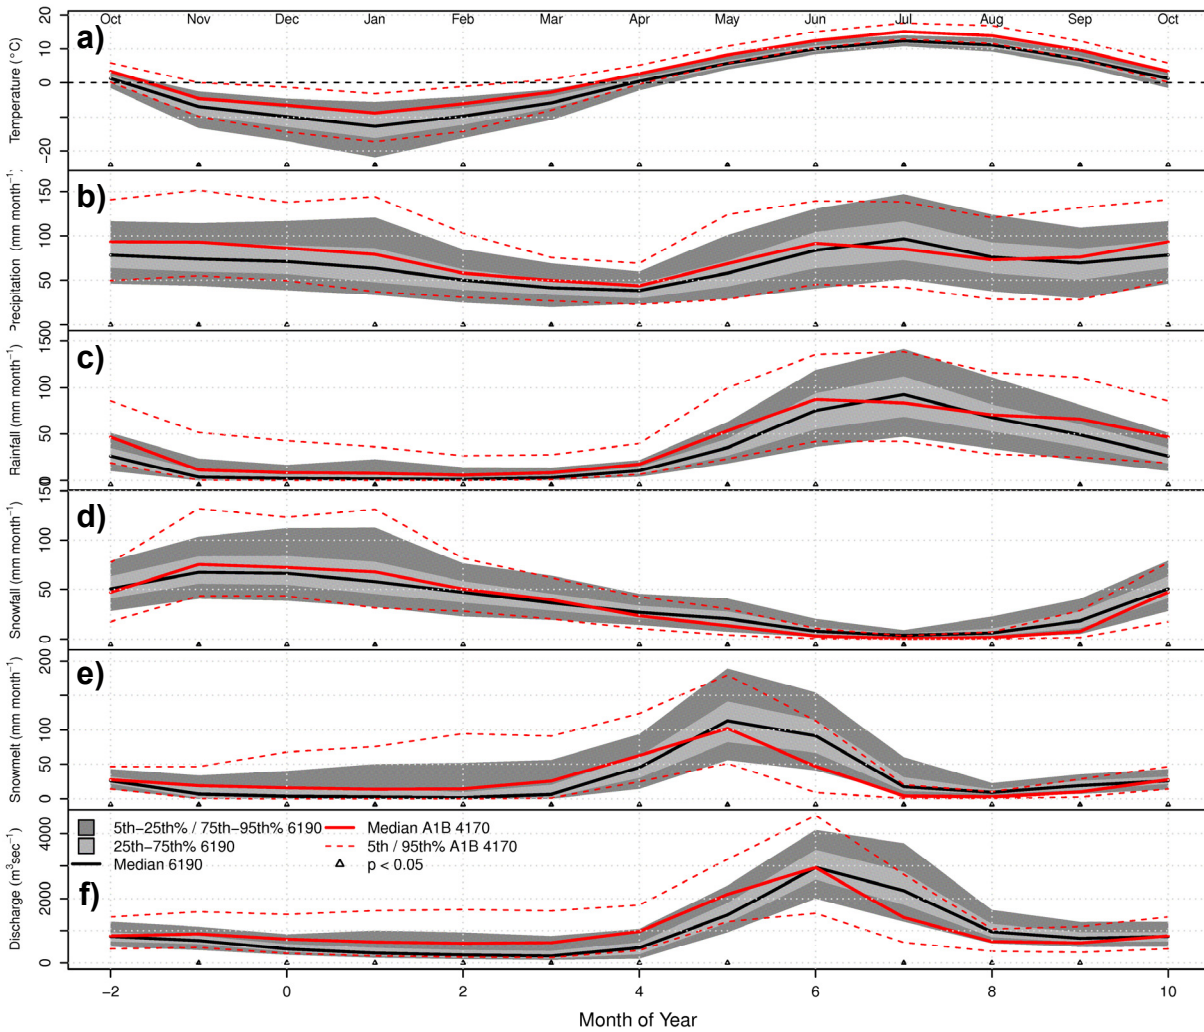 Oct Nov Dec Jan Feb Mar Apr May Jun Jul Aug Sep Oct
a)
Temperature (°C)
20
10
0
−20
b)
Precipitation (mm month⁻¹
150
100
50
0
c)
Rainfall (mm month⁻¹)
150
100
50
0
d)
Snowfall (mm month⁻¹)
150
100
50
0
e)
Snowmelt (mm month⁻¹)
200
100
50
0
f)
Discharge (m³sec⁻¹)
4000
2000
0
5th−25th% / 75th−95th% 6190
25th−75th% 6190
Median 6190
Median A1B 4170
5th / 95th% A1B 4170
p < 0.05
−2 0 2 4 6 8 10
Month of Year